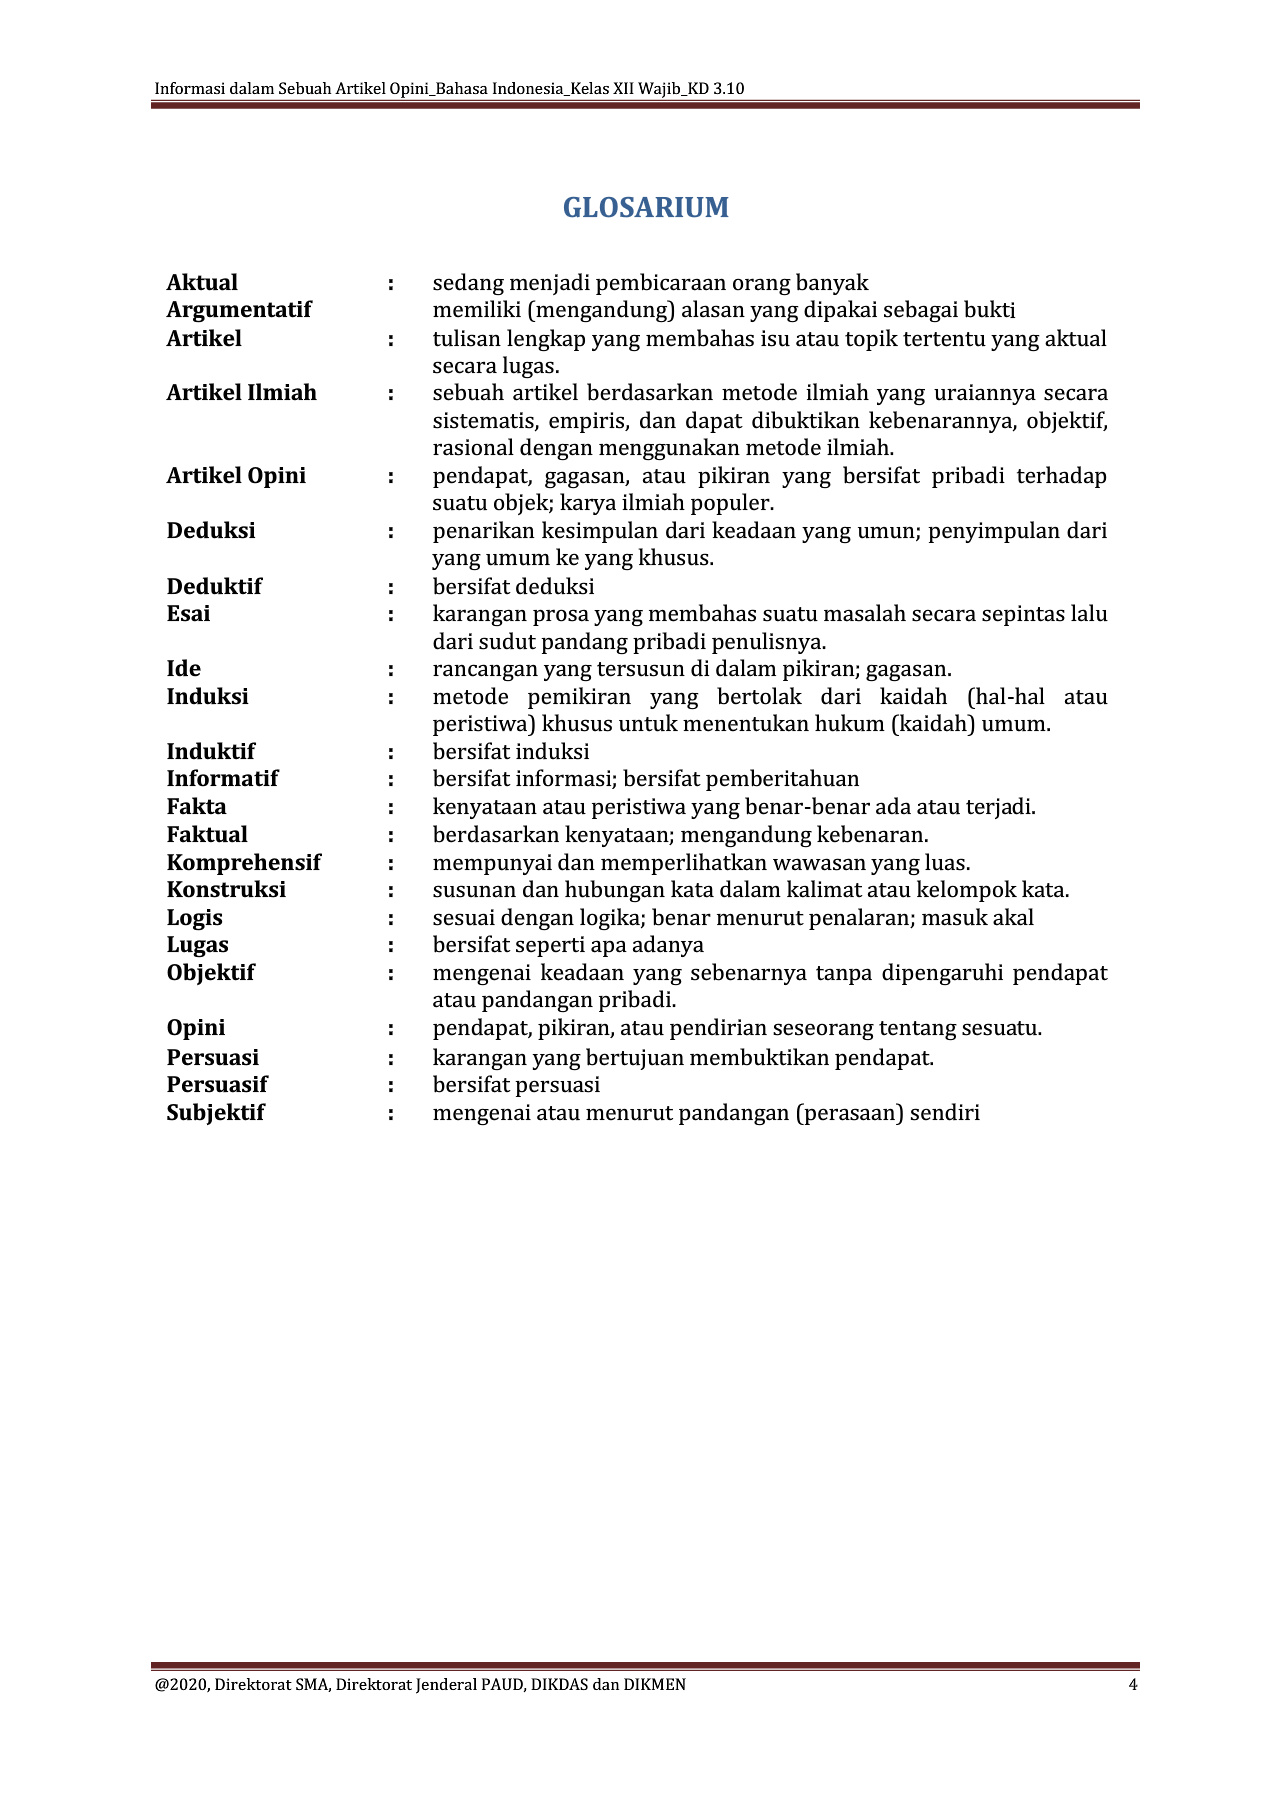 Informasi dalam Sebuah Artikel Opini_Bahasa Indonesia_Kelas XII Wajib_KD 3.10
GLOSARIUM
Aktual : sedang menjadi pembicaraan orang banyak
Argumentatif memiliki (mengandung) alasan yang dipakai sebagai bukti
Artikel : tulisan lengkap yang membahas isu atau topik tertentu yang aktual
secara lugas.
Artikel Ilmiah : sebuah artikel berdasarkan metode ilmiah yang uraiannya secara
sistematis, empiris, dan dapat dibuktikan kebenarannya, objektif,
rasional dengan menggunakan metode ilmiah.
Artikel Opini : pendapat, gagasan, atau pikiran yang bersifat pribadi terhadap
suatu objek; karya ilmiah populer.
Deduksi : penarikan kesimpulan dari keadaan yang umun; penyimpulan dari
yang umum ke yang khusus.
Deduktif : bersifat deduksi
Esai : karangan prosa yang membahas suatu masalah secara sepintas lalu
dari sudut pandang pribadi penulisnya.
Ide : rancangan yang tersusun di dalam pikiran; gagasan.
Induksi : metode pemikiran yang bertolak dari kaidah (hal-hal atau
peristiwa) khusus untuk menentukan hukum (kaidah) umum.
Induktif : bersifat induksi
Informatif : bersifat informasi; bersifat pemberitahuan
Fakta : kenyataan atau peristiwa yang benar-benar ada atau terjadi.
Faktual : berdasarkan kenyataan; mengandung kebenaran.
Komprehensif : mempunyai dan memperlihatkan wawasan yang luas.
Konstruksi : susunan dan hubungan kata dalam kalimat atau kelompok kata.
Logis : sesuai dengan logika; benar menurut penalaran; masuk akal
Lugas : bersifat seperti apa adanya
Objektif : mengenai keadaan yang sebenarnya tanpa dipengaruhi pendapat
atau pandangan pribadi.
Opini : pendapat, pikiran, atau pendirian seseorang tentang sesuatu.
Persuasi : karangan yang bertujuan membuktikan pendapat.
Persuasif : bersifat persuasi
Subjektif : mengenai atau menurut pandangan (perasaan) sendiri
@2020, Direktorat SMA, Direktorat Jenderal PAUD, DIKDAS dan DIKMEN 4